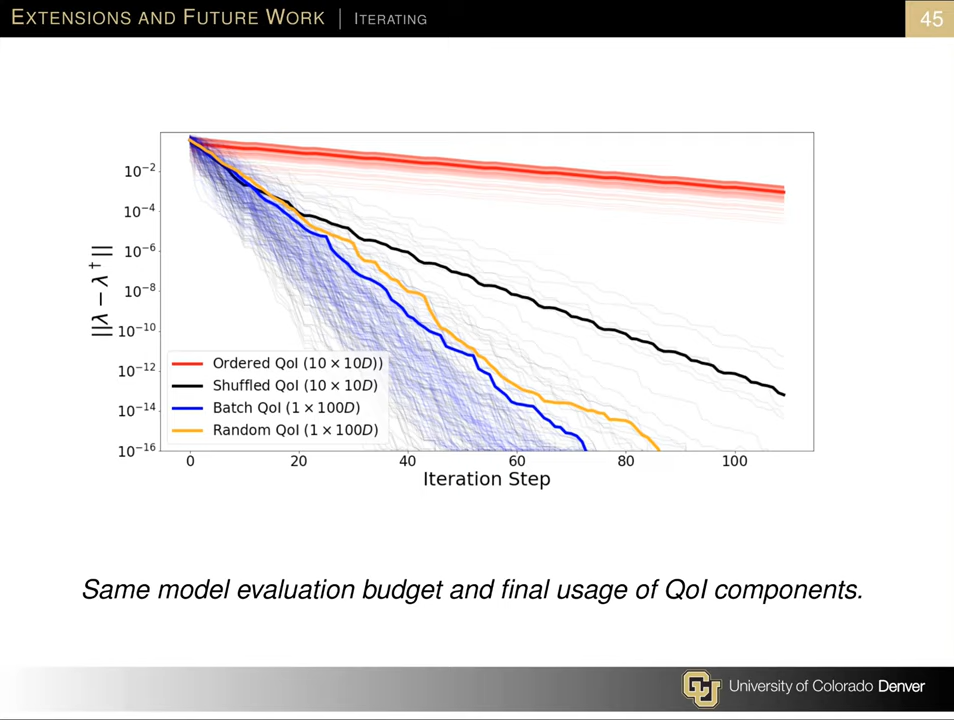 EXTENSIONS AND FUTURE WORK | ITERATING
45
||λ − λ†||
10⁻²
10⁻⁴
10⁻⁶
10⁻⁸
10⁻¹⁰
10⁻¹²
10⁻¹⁴
10⁻¹⁶
Ordered QoI (10 × 10D))
Shuffled QoI (10 × 10D)
Batch QoI (1 × 100D)
Random QoI (1 × 100D)
0 20 40 60 80 100
Iteration Step
Same model evaluation budget and final usage of QoI components.
CU University of Colorado Denver